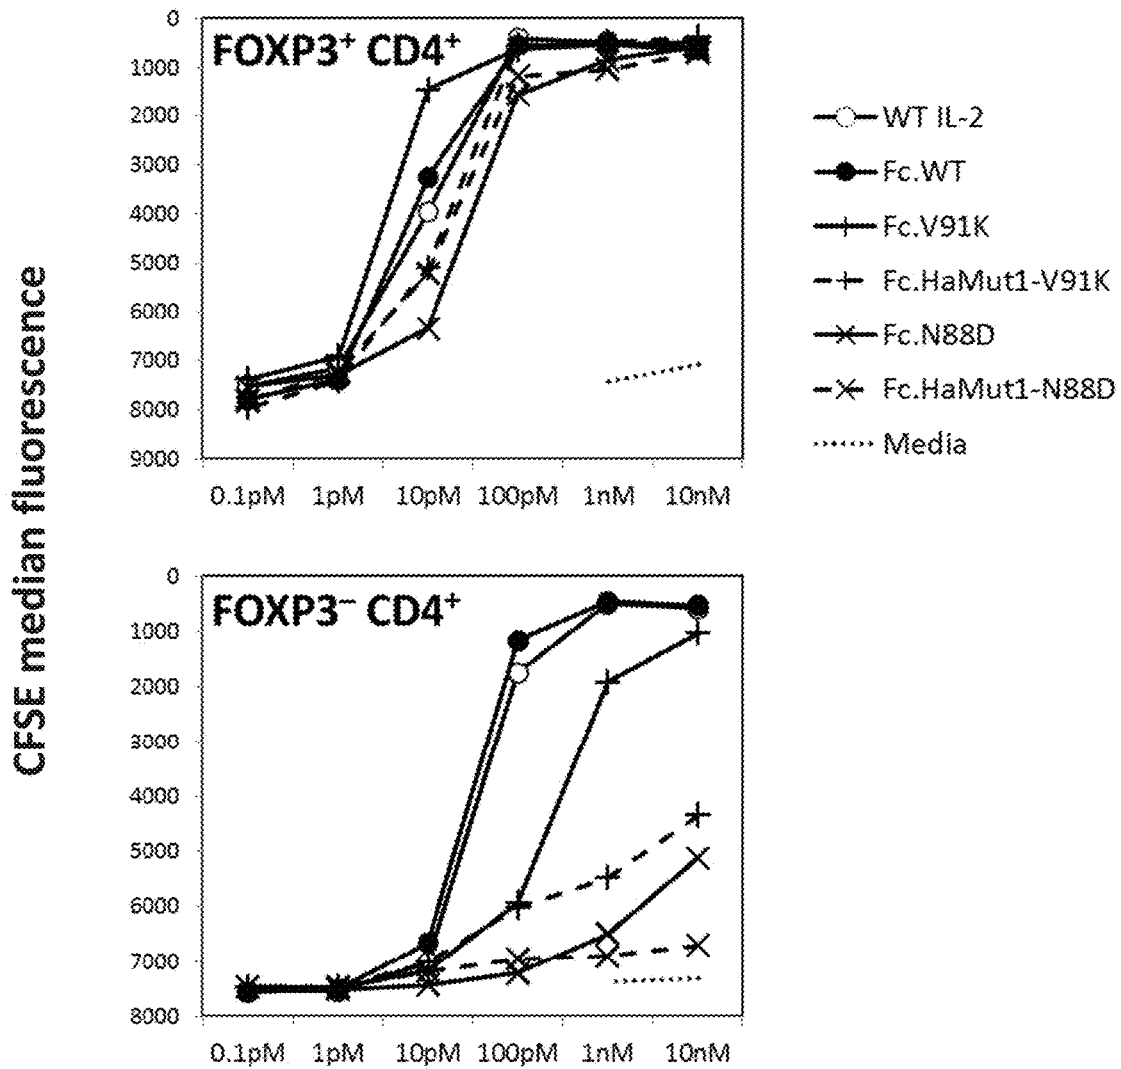 CFSE median fluorescence
FOXP3⁺ CD4⁺
0
1000
2000
3000
4000
5000
6000
7000
8000
9000
0.1pM 1pM 10pM 100pM 1nM 10nM
WT IL-2
Fc.WT
Fc.V91K
Fc.HaMut1-V91K
Fc.N88D
Fc.HaMut1-N88D
Media
FOXP3⁻ CD4⁺
0
1000
2000
3000
4000
5000
6000
7000
8000
0.1pM 1pM 10pM 100pM 1nM 10nM